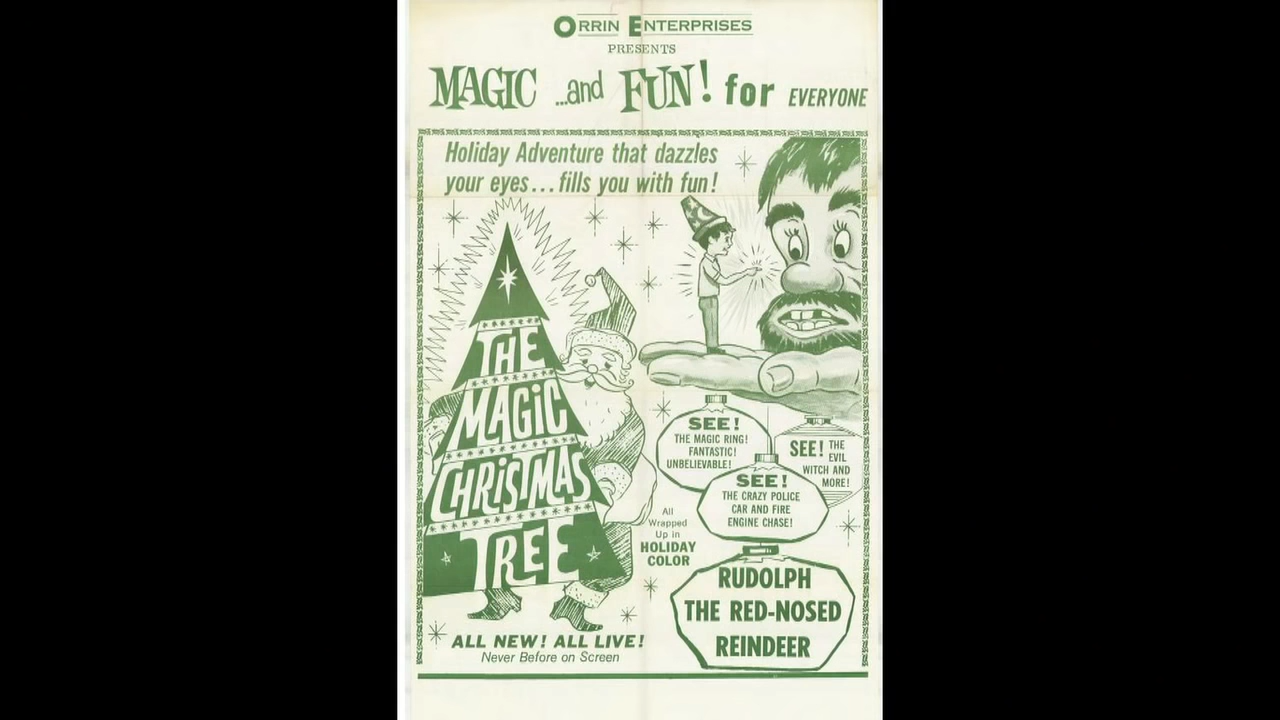 ORRIN ENTERPRISES
PRESENTS
MAGIC ...and FUN! for EVERYONE
Holiday Adventure that dazzles
your eyes...fills you with fun!
THE
MAGIC
CHRISTMAS
TREE
SEE!
THE MAGIC RING!
FANTASTIC!
UNBELIEVABLE!
SEE! THE
EVIL
WITCH AND
MORE!
SEE!
THE CRAZY POLICE
CAR AND FIRE
ENGINE CHASE!
All
Wrapped
Up in
HOLIDAY
COLOR
RUDOLPH
THE RED-NOSED
REINDEER
ALL NEW! ALL LIVE!
Never Before on Screen